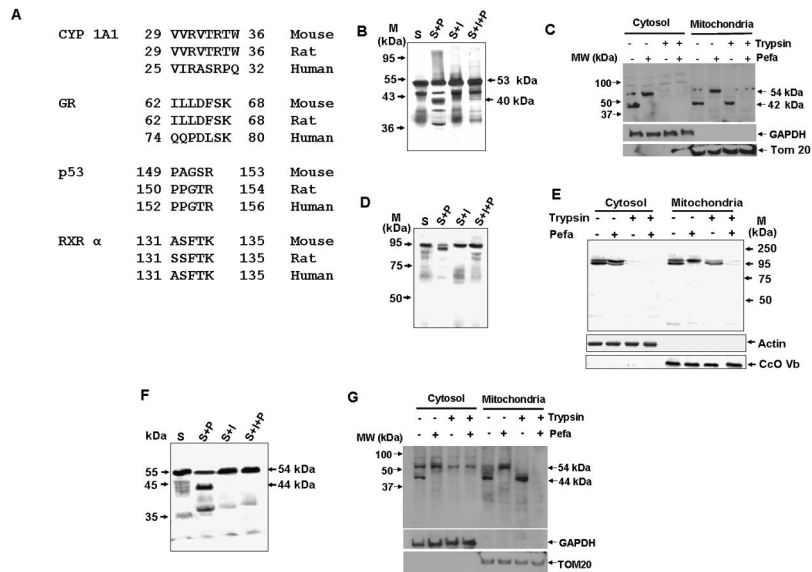 A
CYP 1A1 29 VVRVTRTW 36 Mouse
29 VVRVTRTW 36 Rat
25 VIRASRPQ 32 Human
GR 62 ILLDFSK 68 Mouse
62 ILLDFSK 68 Rat
74 QQPDLSK 80 Human
p53 149 PAGSR 153 Mouse
150 PPGTR 154 Rat
152 PPGTR 156 Human
RXR α 131 ASFTK 135 Mouse
131 SSFTK 135 Rat
131 ASFTK 135 Human
B
M (kDa) S S+P S+I S+I+P
95
55 53 kDa
43 40 kDa
36
C
Cytosol Mitochondria
- - + + - - + + Trypsin
MW (kDa) - + - + - + - + Pefa
100
54 kDa
50 42 kDa
37
GAPDH
Tom 20
D
M (kDa) S S+P S+I S+I+P
95
75
50
E
Cytosol Mitochondria
Trypsin - - + + - - + + M (kDa)
Pefa - + - + - + - +
250
95
75
50
Actin
CcO Vb
F
kDa S S+P S+I S+I+P
55 54 kDa
45 44 kDa
35
G
Cytosol Mitochondria
- - + + - - + + Trypsin
MW (kDa) - + - + - + - + Pefa
100
50 54 kDa
37 44 kDa
GAPDH
TOM20